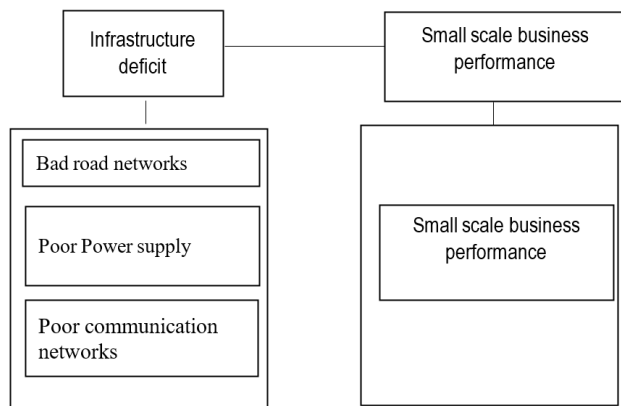 Infrastructure
deficit
Small scale business
performance
Bad road networks
Poor Power supply
Poor communication
networks
Small scale business
performance